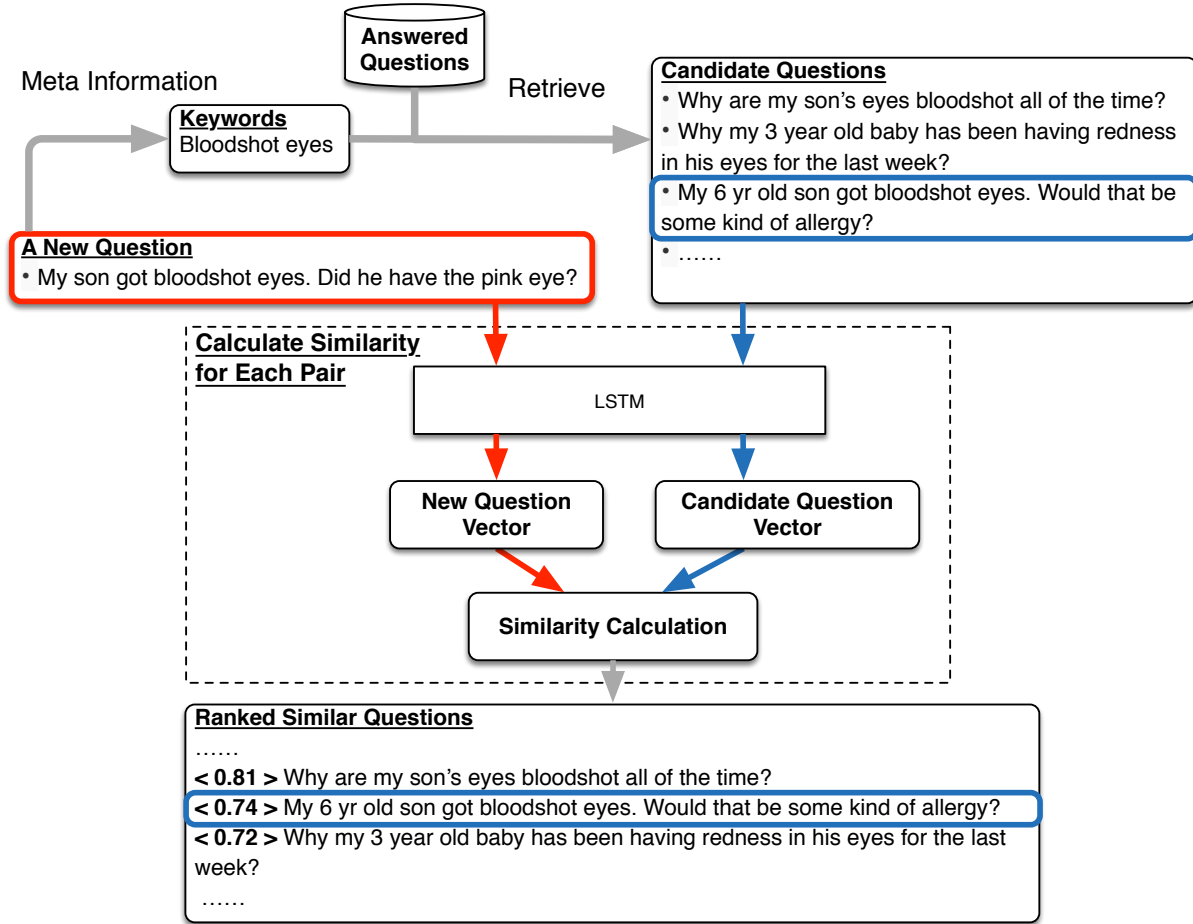 Answered
Questions
Meta Information
Retrieve
Keywords
Bloodshot eyes
Candidate Questions
• Why are my son's eyes bloodshot all of the time?
• Why my 3 year old baby has been having redness
in his eyes for the last week?
• My 6 yr old son got bloodshot eyes. Would that be
some kind of allergy?
• ......
A New Question
• My son got bloodshot eyes. Did he have the pink eye?
Calculate Similarity
for Each Pair
LSTM
New Question
Vector
Candidate Question
Vector
Similarity Calculation
Ranked Similar Questions
......
< 0.81 > Why are my son's eyes bloodshot all of the time?
< 0.74 > My 6 yr old son got bloodshot eyes. Would that be some kind of allergy?
< 0.72 > Why my 3 year old baby has been having redness in his eyes for the last
week?
......